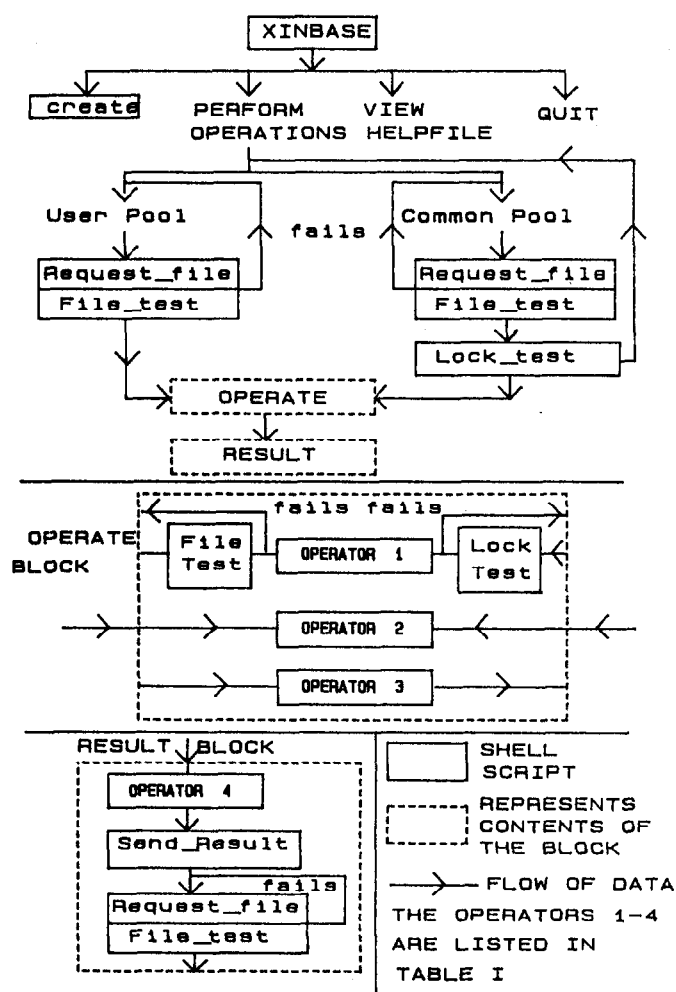 XINBASE
create
PERFORM OPERATIONS
VIEW HELPFILE
QUIT
User Pool
fails
Common Pool
Request_file
File_test
Request_file
File_test
Lock_test
OPERATE
RESULT
OPERATE BLOCK
fails fails
File Test
OPERATOR 1
Lock Test
OPERATOR 2
OPERATOR 3
RESULT BLOCK
OPERATOR 4
Send_Result
fails
Request_file
File_test
SHELL SCRIPT
REPRESENTS
CONTENTS OF
THE BLOCK
FLOW OF DATA
THE OPERATORS 1-4
ARE LISTED IN
TABLE I